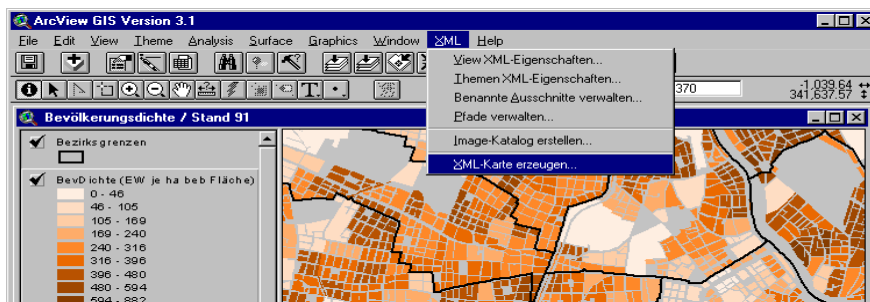 ArcView GIS Version 3.1
File Edit View Theme Analysis Surface Graphics Window XML Help
View XML-Eigenschaften...
Themen XML-Eigenschaften...
Benannte Ausschnitte verwalten...
Pfade verwalten...
Image-Katalog erstellen...
XML-Karte erzeugen...
370
-1,039.64
341,637.57
Bevölkerungsdichte / Stand 91
Bezirksgrenzen
BevDichte (EW je ha beb Fläche)
0 - 46
46 - 105
105 - 169
169 - 240
240 - 316
316 - 396
396 - 480
480 - 594
594 - 882